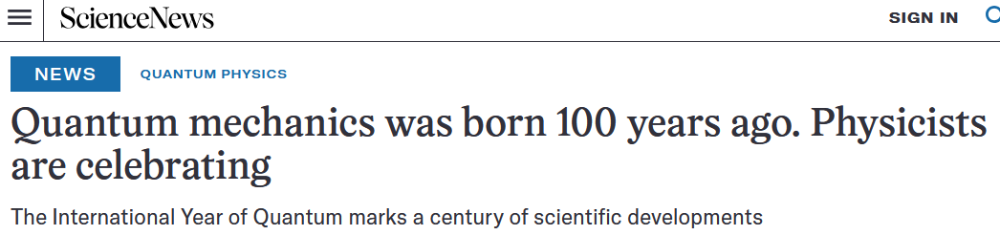 ScienceNews
SIGN IN
NEWS
QUANTUM PHYSICS
Quantum mechanics was born 100 years ago. Physicists
are celebrating
The International Year of Quantum marks a century of scientific developments